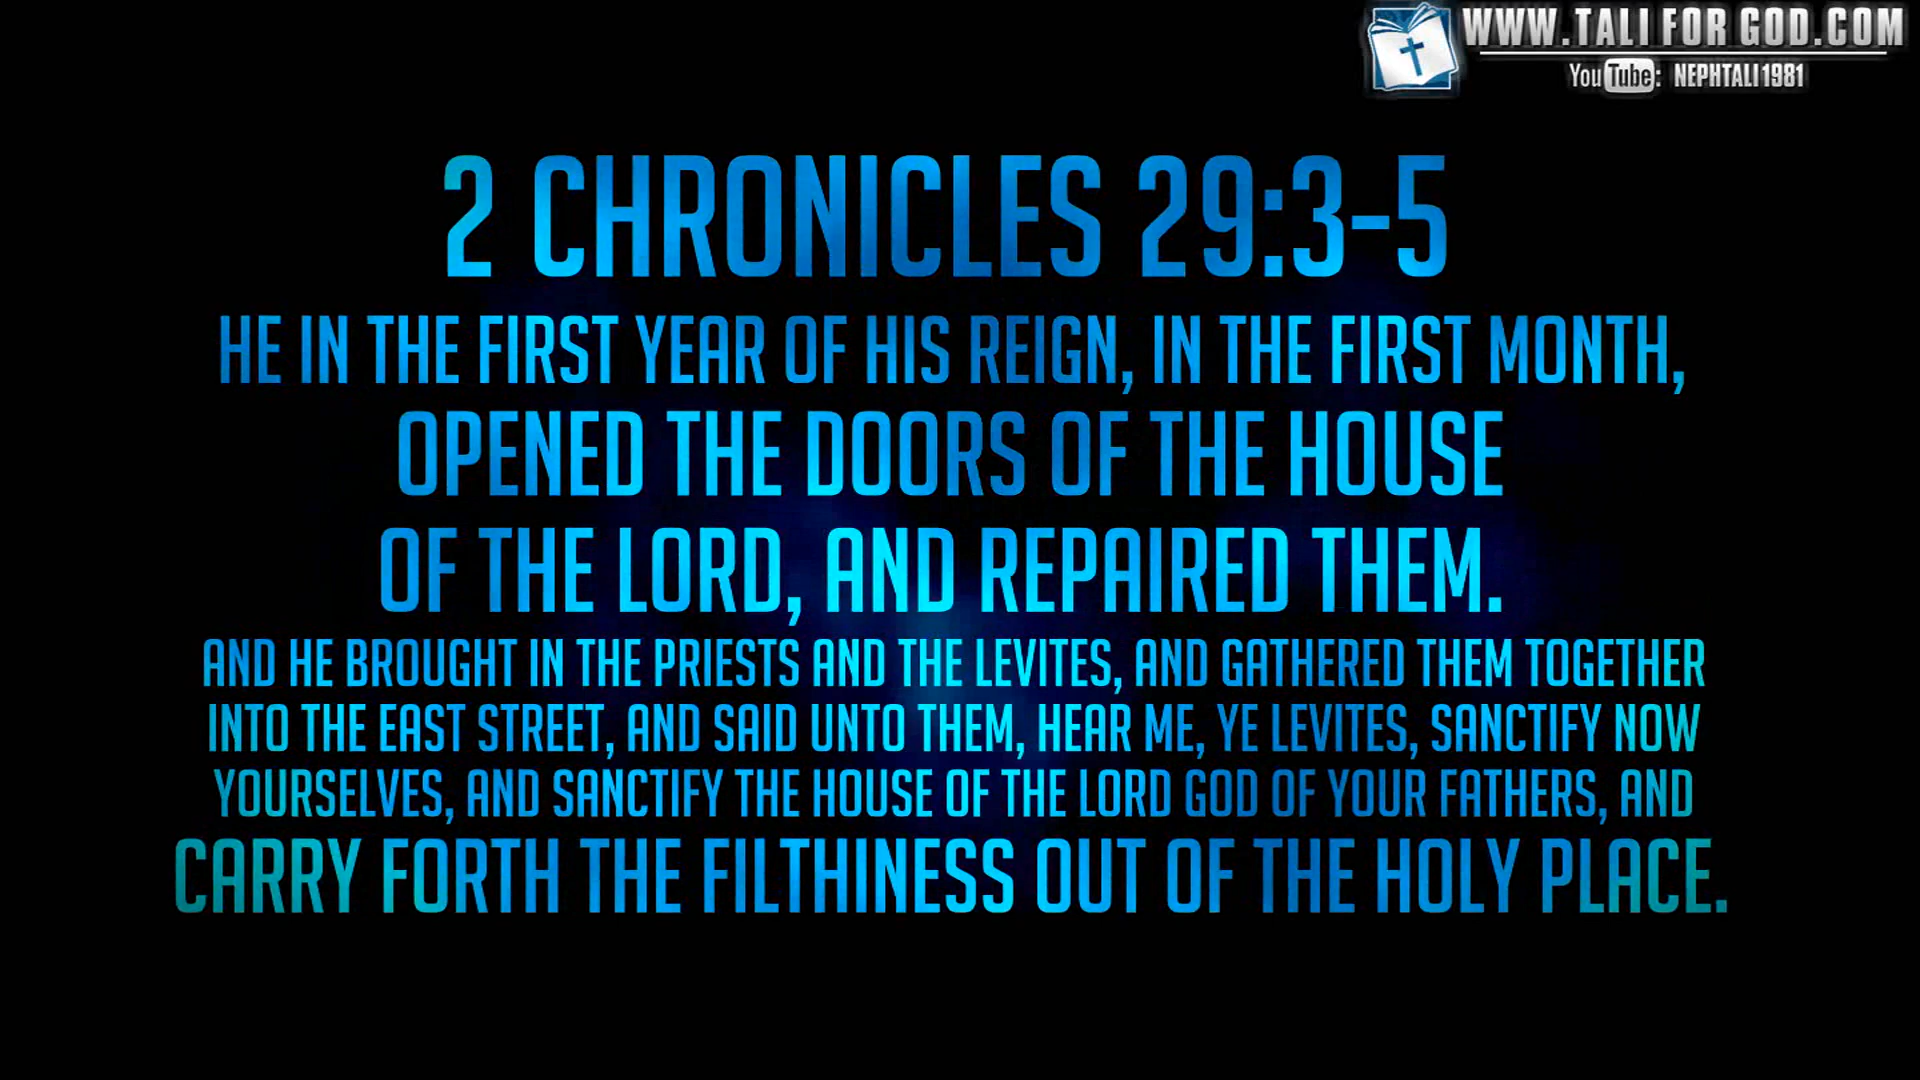 WWW.TALI FOR GOD.COM
YouTube: NEPHTALI1981
2 CHRONICLES 29:3-5
HE IN THE FIRST YEAR OF HIS REIGN, IN THE FIRST MONTH,
OPENED THE DOORS OF THE HOUSE
OF THE LORD, AND REPAIRED THEM.
AND HE BROUGHT IN THE PRIESTS AND THE LEVITES, AND GATHERED THEM TOGETHER
INTO THE EAST STREET, AND SAID UNTO THEM, HEAR ME, YE LEVITES, SANCTIFY NOW
YOURSELVES, AND SANCTIFY THE HOUSE OF THE LORD GOD OF YOUR FATHERS, AND
CARRY FORTH THE FILTHINESS OUT OF THE HOLY PLACE.